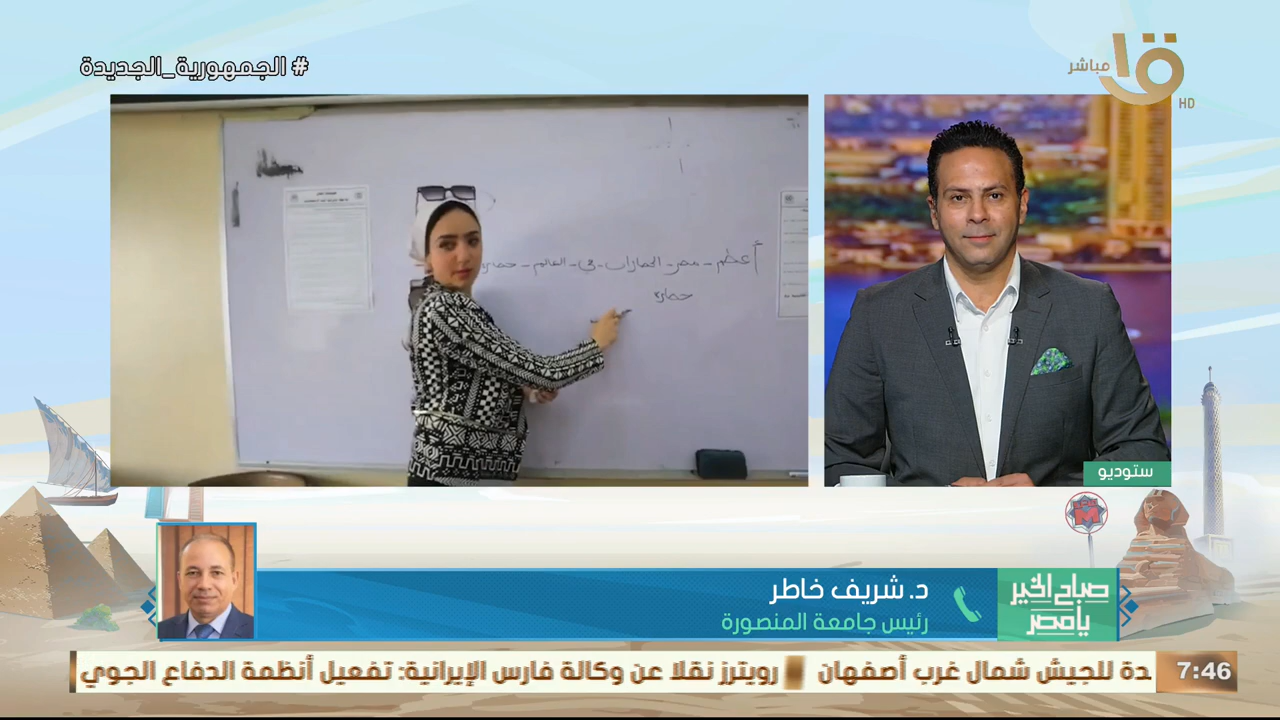 # الجمهورية_الجديدة
مباشر
HD
أعظم - مصر - الحضارات - في - العالم - حضارة
حضارة
ستوديو
د. شريف خاطر
رئيس جامعة المنصورة
صباح الخير
يا مصر
M
7:46
دة للجيش شمال غرب أصفهان
رويترز نقلا عن وكالة فارس الإيرانية: تفعيل أنظمة الدفاع الجوي